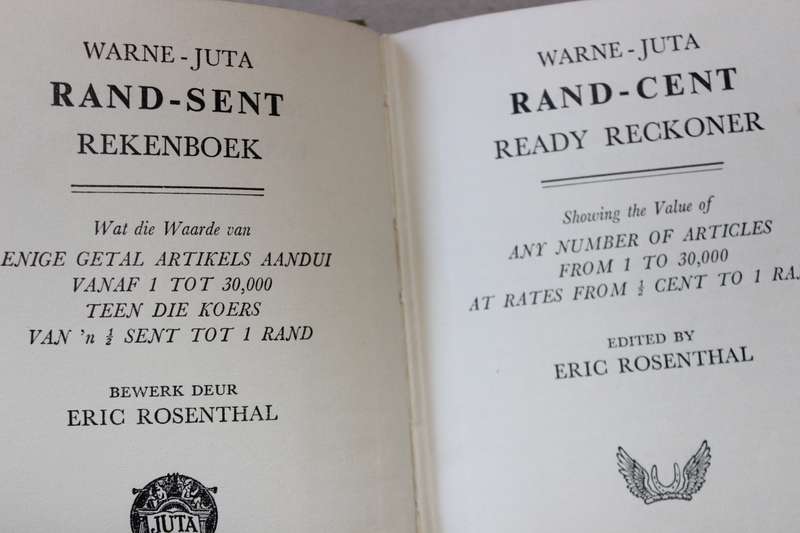 WARNE-JUTA
RAND-SENT
REKENBOEK
Wat die Waarde van
ENIGE GETAL ARTIKELS AANDUI
VANAF 1 TOT 30,000
TEEN DIE KOERS
VAN 'n ½ SENT TOT 1 RAND
BEWERK DEUR
ERIC ROSENTHAL
JUTA
WARNE-JUTA
RAND-CENT
READY RECKONER
Showing the Value of
ANY NUMBER OF ARTICLES
FROM 1 TO 30,000
AT RATES FROM ½ CENT TO 1
EDITED BY
ERIC ROSENTHAL